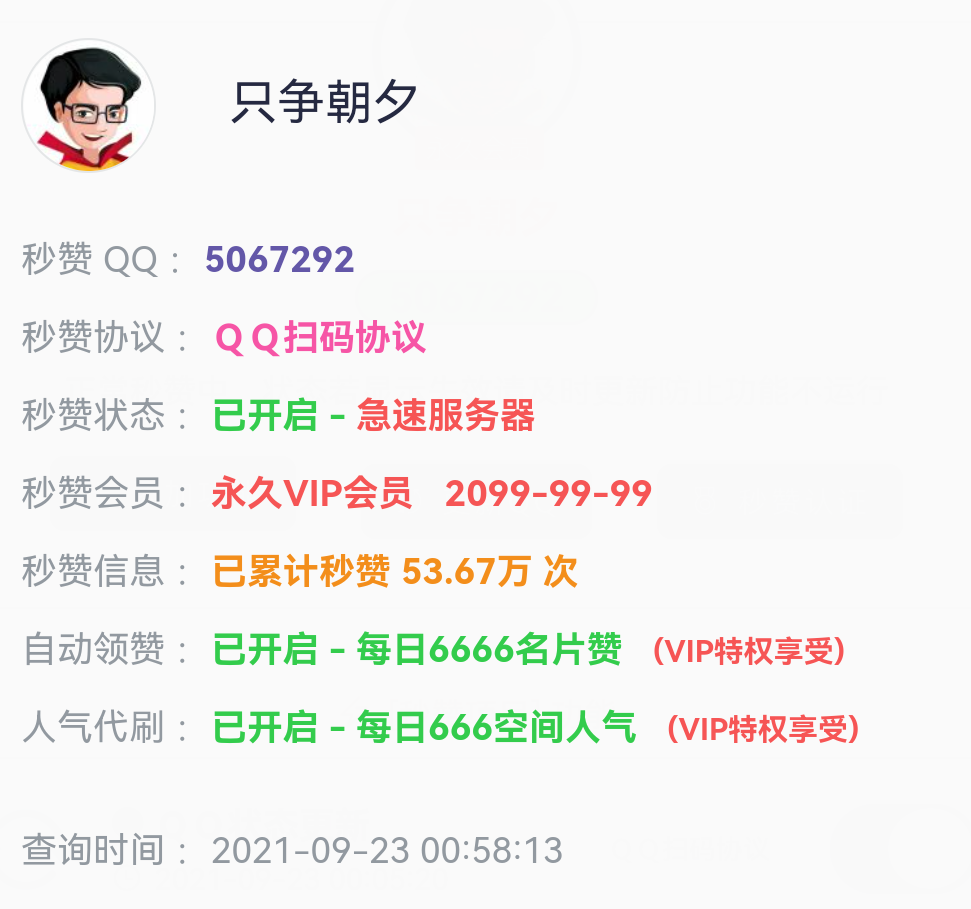 只争朝夕
秒赞 QQ： 5067292
秒赞协议： ＱＱ扫码协议
秒赞状态： 已开启 - 急速服务器
秒赞会员： 永久VIP会员 2099-99-99
秒赞信息： 已累计秒赞 53.67万 次
自动领赞： 已开启 - 每日6666名片赞 (VIP特权享受)
人气代刷： 已开启 - 每日666空间人气 (VIP特权享受)
查询时间： 2021-09-23 00:58:13